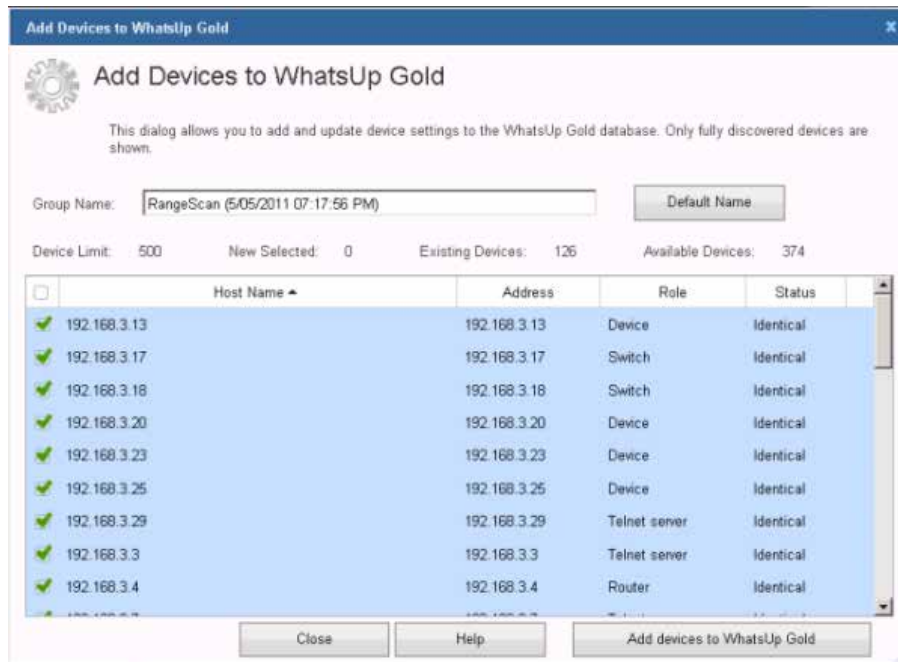 Add Devices to WhatsUp Gold
x
Add Devices to WhatsUp Gold
This dialog allows you to add and update device settings to the WhatsUp Gold database. Only fully discovered devices are
shown.
Group Name: RangeScan (5/05/2011 07:17:56 PM) Default Name
Device Limit: 500 New Selected: 0 Existing Devices: 126 Available Devices: 374
Host Name Address Role Status
192.168.3.13 192.168.3.13 Device Identical
192.168.3.17 192.168.3.17 Switch Identical
192.168.3.18 192.168.3.18 Switch Identical
192.168.3.20 192.168.3.20 Device Identical
192.168.3.23 192.168.3.23 Device Identical
192.168.3.25 192.168.3.25 Device Identical
192.168.3.29 192.168.3.29 Telnet server Identical
192.168.3.3 192.168.3.3 Telnet server Identical
192.168.3.4 192.168.3.4 Router Identical
Close Help Add devices to WhatsUp Gold